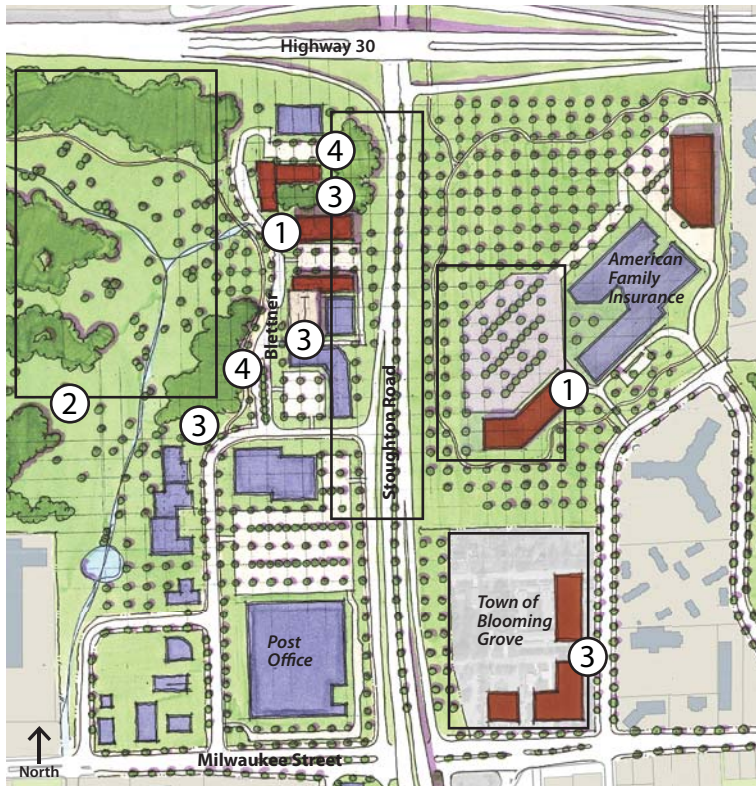 Highway 30
4
3
1
American
Family
Insurance
Blettner
3
4
1
2
3
Stoughton Road
Town of
Blooming
Grove
Post
Office
3
Milwaukee Street
North